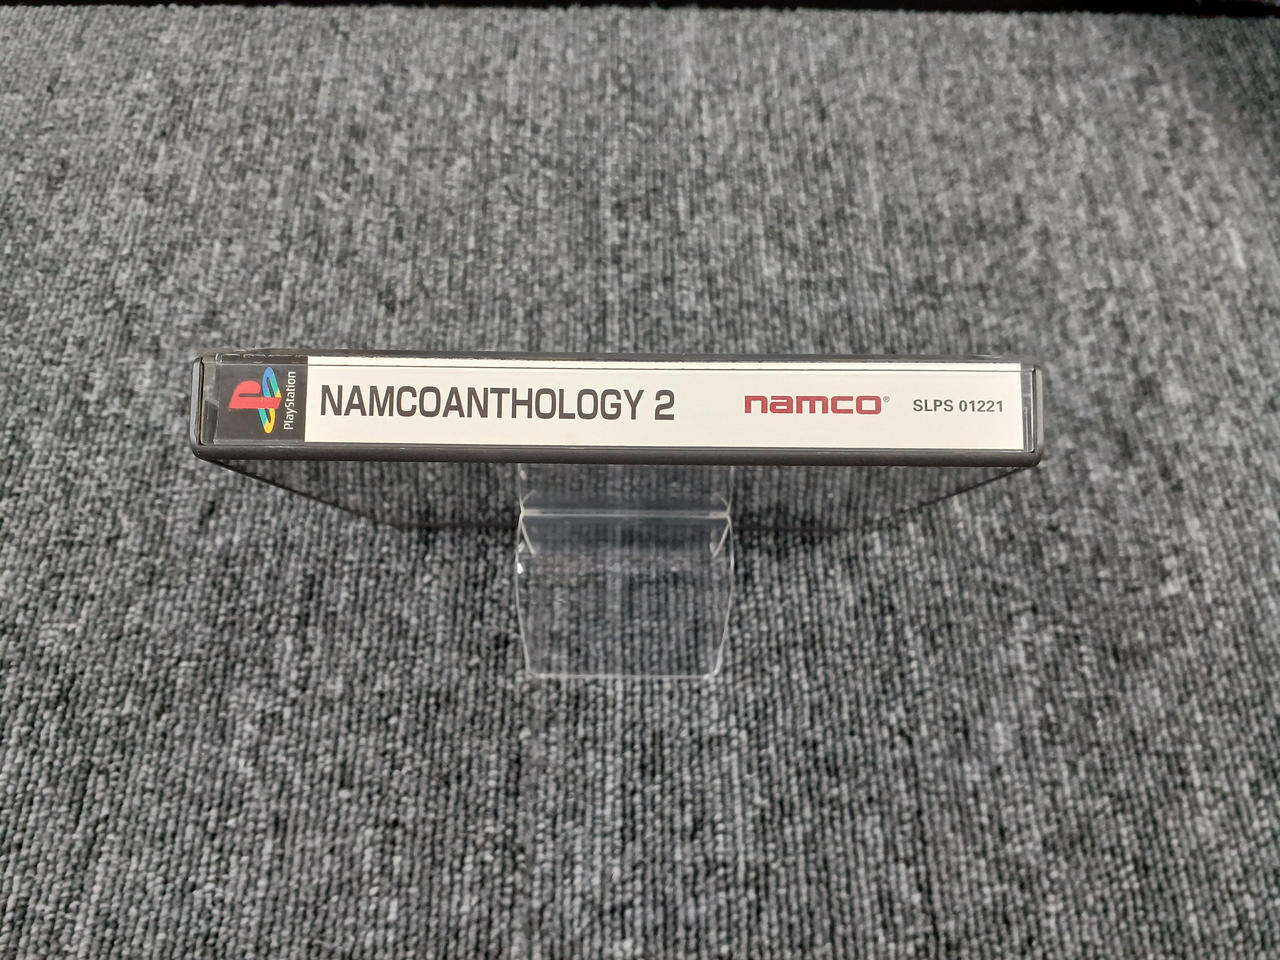 PlayStation
NAMCOANTHOLOGY 2
namco®
SLPS 01221